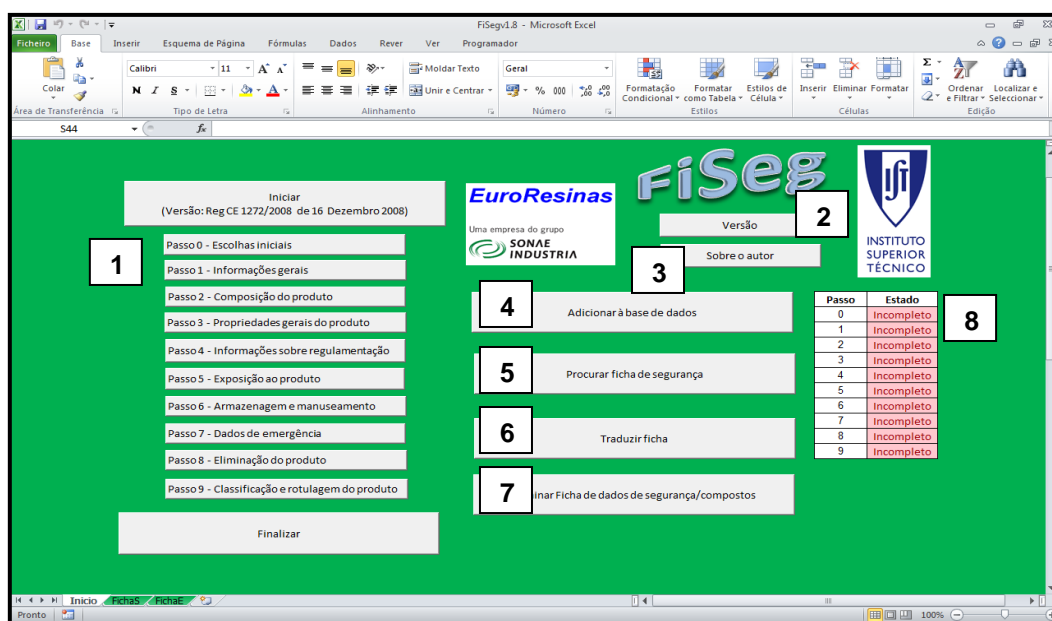 FiSegv1.8 - Microsoft Excel
Ficheiro Base Inserir Esquema de Página Fórmulas Dados Rever Ver Programador
Colar
Calibri 11
N I S
Moldar Texto
Unir e Centrar
Geral
% 000
Formatação Condicional
Formatar como Tabela
Estilos de Célula
Inserir Eliminar Formatar
Ordenar e Filtrar
Localizar e Seleccionar
Área de Transferência Tipo de Letra Alinhamento Número Estilos Células Edição
S44 fx
Iniciar
(Versão: Reg CE 1272/2008 de 16 Dezembro 2008)
1
Passo 0 - Escolhas iniciais
Passo 1 - Informações gerais
Passo 2 - Composição do produto
Passo 3 - Propriedades gerais do produto
Passo 4 - Informações sobre regulamentação
Passo 5 - Exposição ao produto
Passo 6 - Armazenagem e manuseamento
Passo 7 - Dados de emergência
Passo 8 - Eliminação do produto
Passo 9 - Classificação e rotulagem do produto
Finalizar
EuroResinas
Uma empresa do grupo
SONAE
INDUSTRIA
FiSeg
Versão
2
Sobre o autor
3
IST
INSTITUTO
SUPERIOR
TÉCNICO
4
Adicionar à base de dados
5
Procurar ficha de segurança
6
Traduzir ficha
7
inar Ficha de dados de segurança/compostos
8
Passo Estado
0 Incompleto
1 Incompleto
2 Incompleto
3 Incompleto
4 Incompleto
5 Incompleto
6 Incompleto
7 Incompleto
8 Incompleto
9 Incompleto
Inicio FichaS FichaE
Pronto 100%